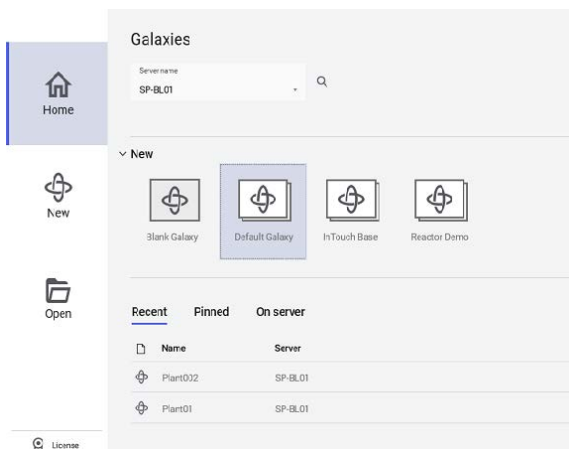 Galaxies
Server name
SP-BL01
Home
New
Blank Galaxy
Default Galaxy
InTouch Base
Reactor Demo
New
Open
Recent Pinned On server
Name Server
Plant002 SP-BL01
Plant01 SP-BL01
License